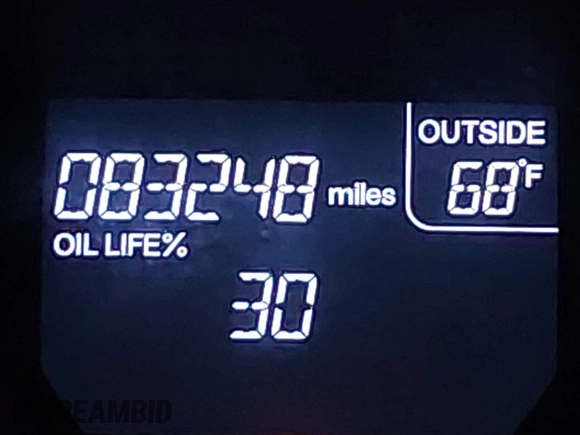 OUTSIDE
68°F
083248 miles
OIL LIFE%
30